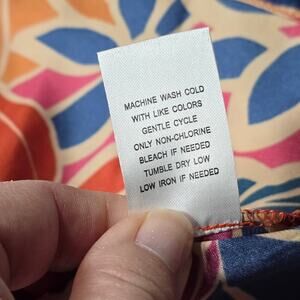 MACHINE WASH COLD
WITH LIKE COLORS
GENTLE CYCLE
ONLY NON-CHLORINE
BLEACH IF NEEDED
TUMBLE DRY LOW
LOW IRON IF NEEDED